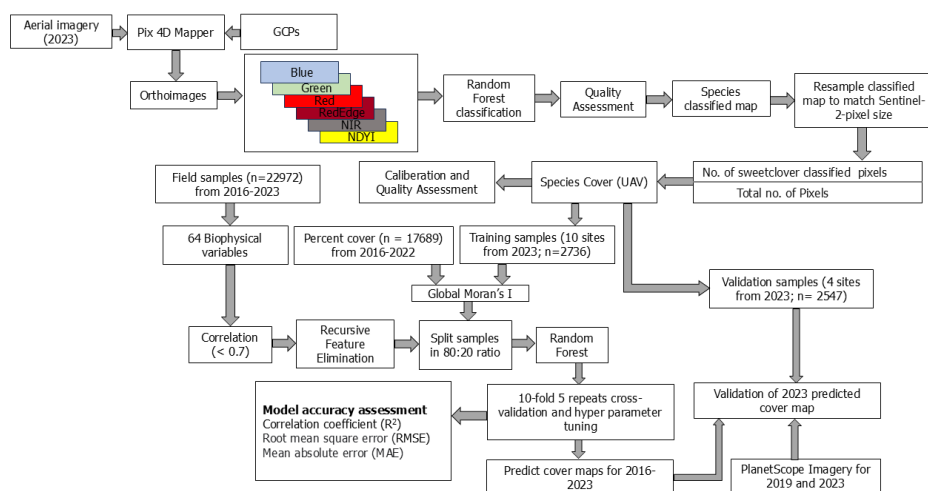 Aerial imagery
(2023)
Pix 4D Mapper
GCPs
Orthoimages
Blue
Green
Red
RedEdge
NIR
NDYI
Random
Forest
classification
Quality
Assessment
Species
classified map
Resample classified
map to match Sentinel-
2-pixel size
No. of sweetclover classified pixels
Total no. of Pixels
Species Cover (UAV)
Caliberation and
Quality Assessment
Field samples (n=22972)
from 2016-2023
64 Biophysical
variables
Percent cover (n = 17689)
from 2016-2022
Training samples (10 sites
from 2023; n=2736)
Global Moran's I
Validation samples (4 sites
from 2023; n= 2547)
Correlation
(< 0.7)
Recursive
Feature
Elimination
Split samples
in 80:20 ratio
Random
Forest
10-fold 5 repeats cross-
validation and hyper parameter
tuning
Model accuracy assessment
Correlation coefficient (R²)
Root mean square error (RMSE)
Mean absolute error (MAE)
Predict cover maps for 2016-
2023
Validation of 2023
predicted
cover map
PlanetScope Imagery for
2019 and 2023